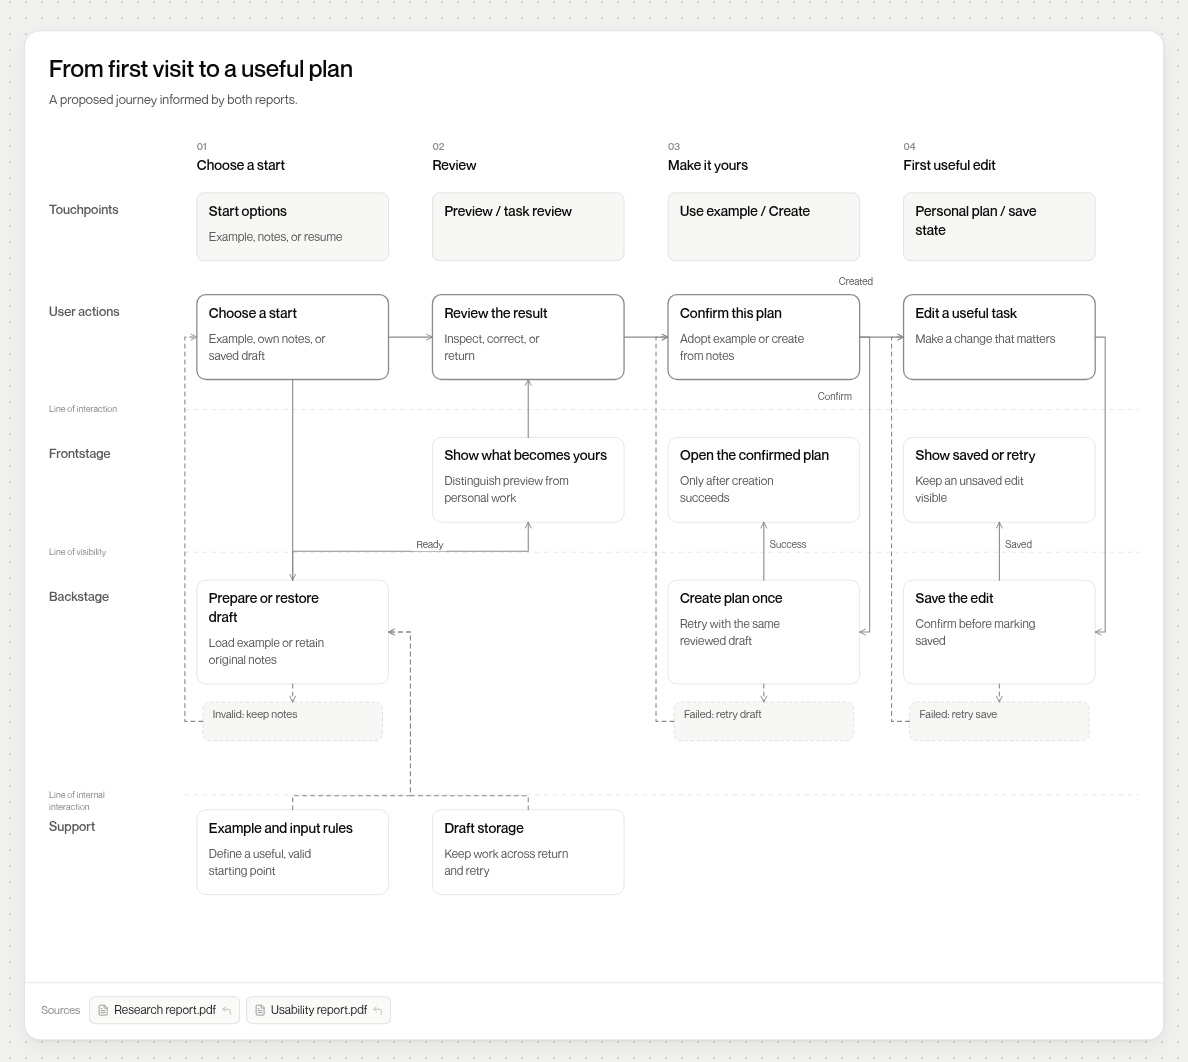 From first visit to a useful plan
A proposed journey informed by both reports.
01
Choose a start
02
Review
03
Make it yours
04
First useful edit
Touchpoints
Start options
Example, notes, or resume
Preview / task review
Use example / Create
Personal plan / save
state
Created
User actions
Choose a start
Example, own notes, or
saved draft
Review the result
Inspect, correct, or
return
Confirm this plan
Adopt example or create
from notes
Edit a useful task
Make a change that matters
Confirm
Line of interaction
Frontstage
Show what becomes yours
Distinguish preview from
personal work
Open the confirmed plan
Only after creation
succeeds
Show saved or retry
Keep an unsaved edit
visible
Ready
Success
Saved
Line of visibility
Backstage
Prepare or restore
draft
Load example or retain
original notes
Create plan once
Retry with the same
reviewed draft
Save the edit
Confirm before marking
saved
Invalid: keep notes
Failed: retry draft
Failed: retry save
Line of internal
interaction
Support
Example and input rules
Define a useful, valid
starting point
Draft storage
Keep work across return
and retry
Sources
Research report.pdf
Usability report.pdf